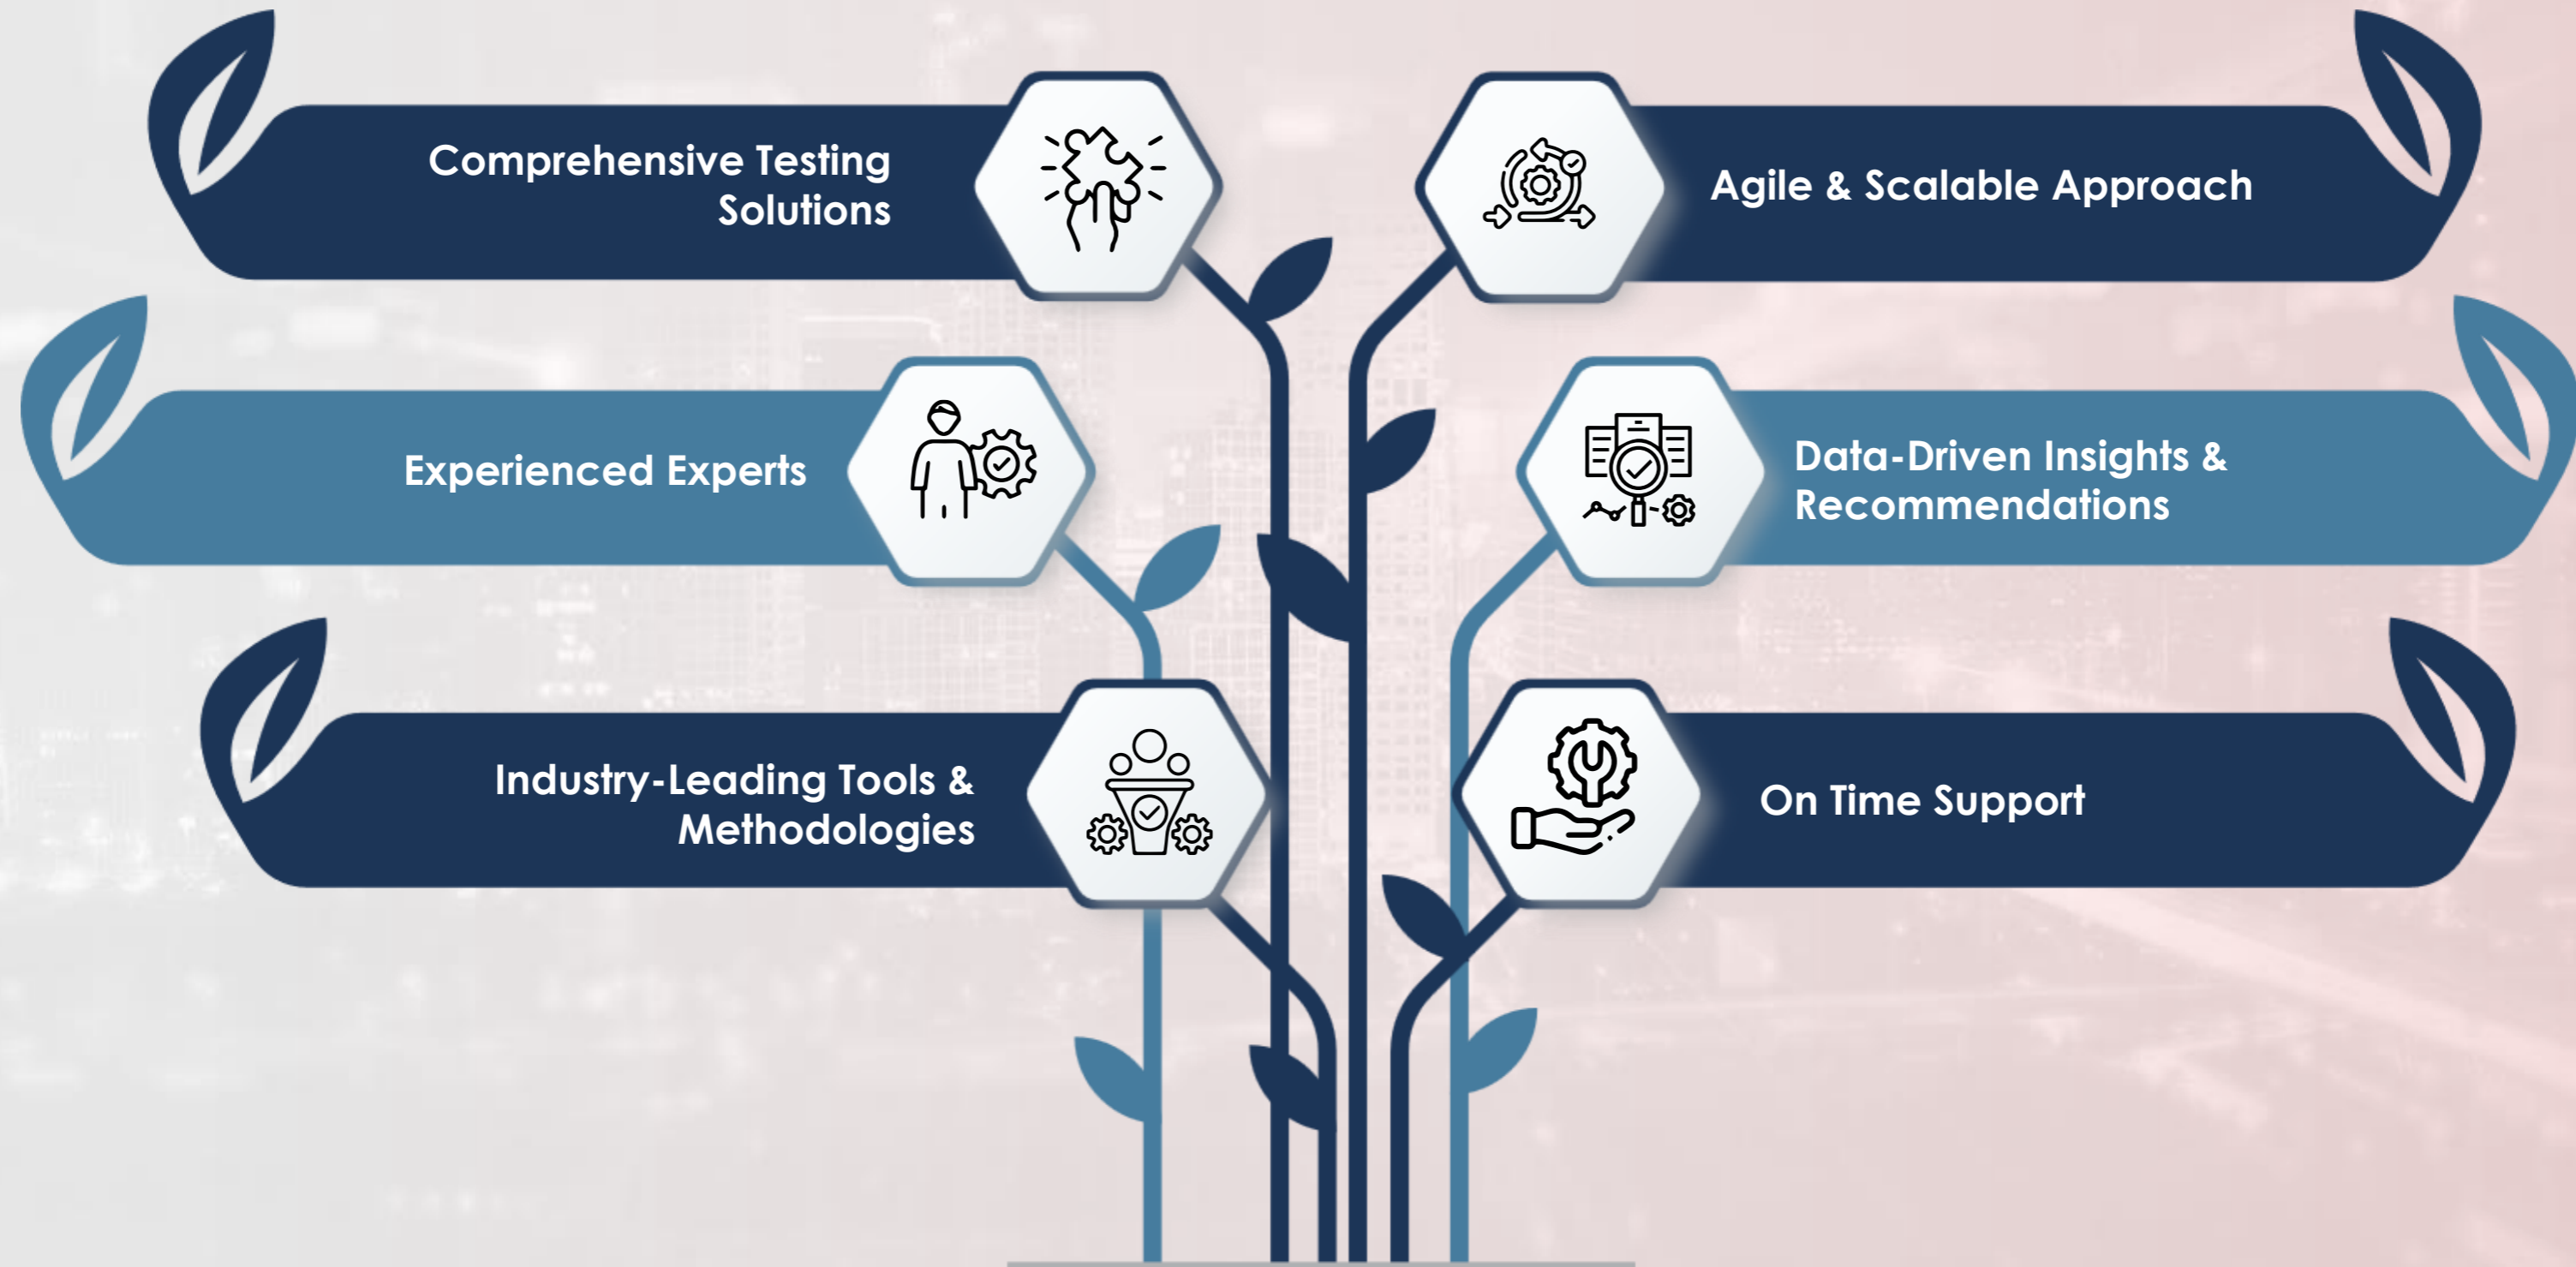 Comprehensive Testing
Solutions
Agile & Scalable Approach
Experienced Experts
Data-Driven Insights &
Recommendations
Industry-Leading Tools &
Methodologies
On Time Support